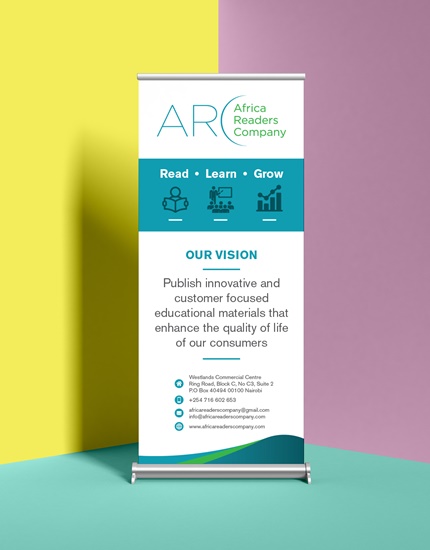 ARC
Africa
Readers
Company
Read • Learn • Grow
OUR VISION
Publish innovative and
customer focused
educational materials that
enhance the quality of life
of our consumers
Westlands Commercial Centre
Ring Road, Block C, No C3, Suite 2
P.O Box 40494 00100 Nairobi
+254 716 602 653
africareaderscompany@gmail.com
info@africareaderscompany.com
www.africareaderscompany.com